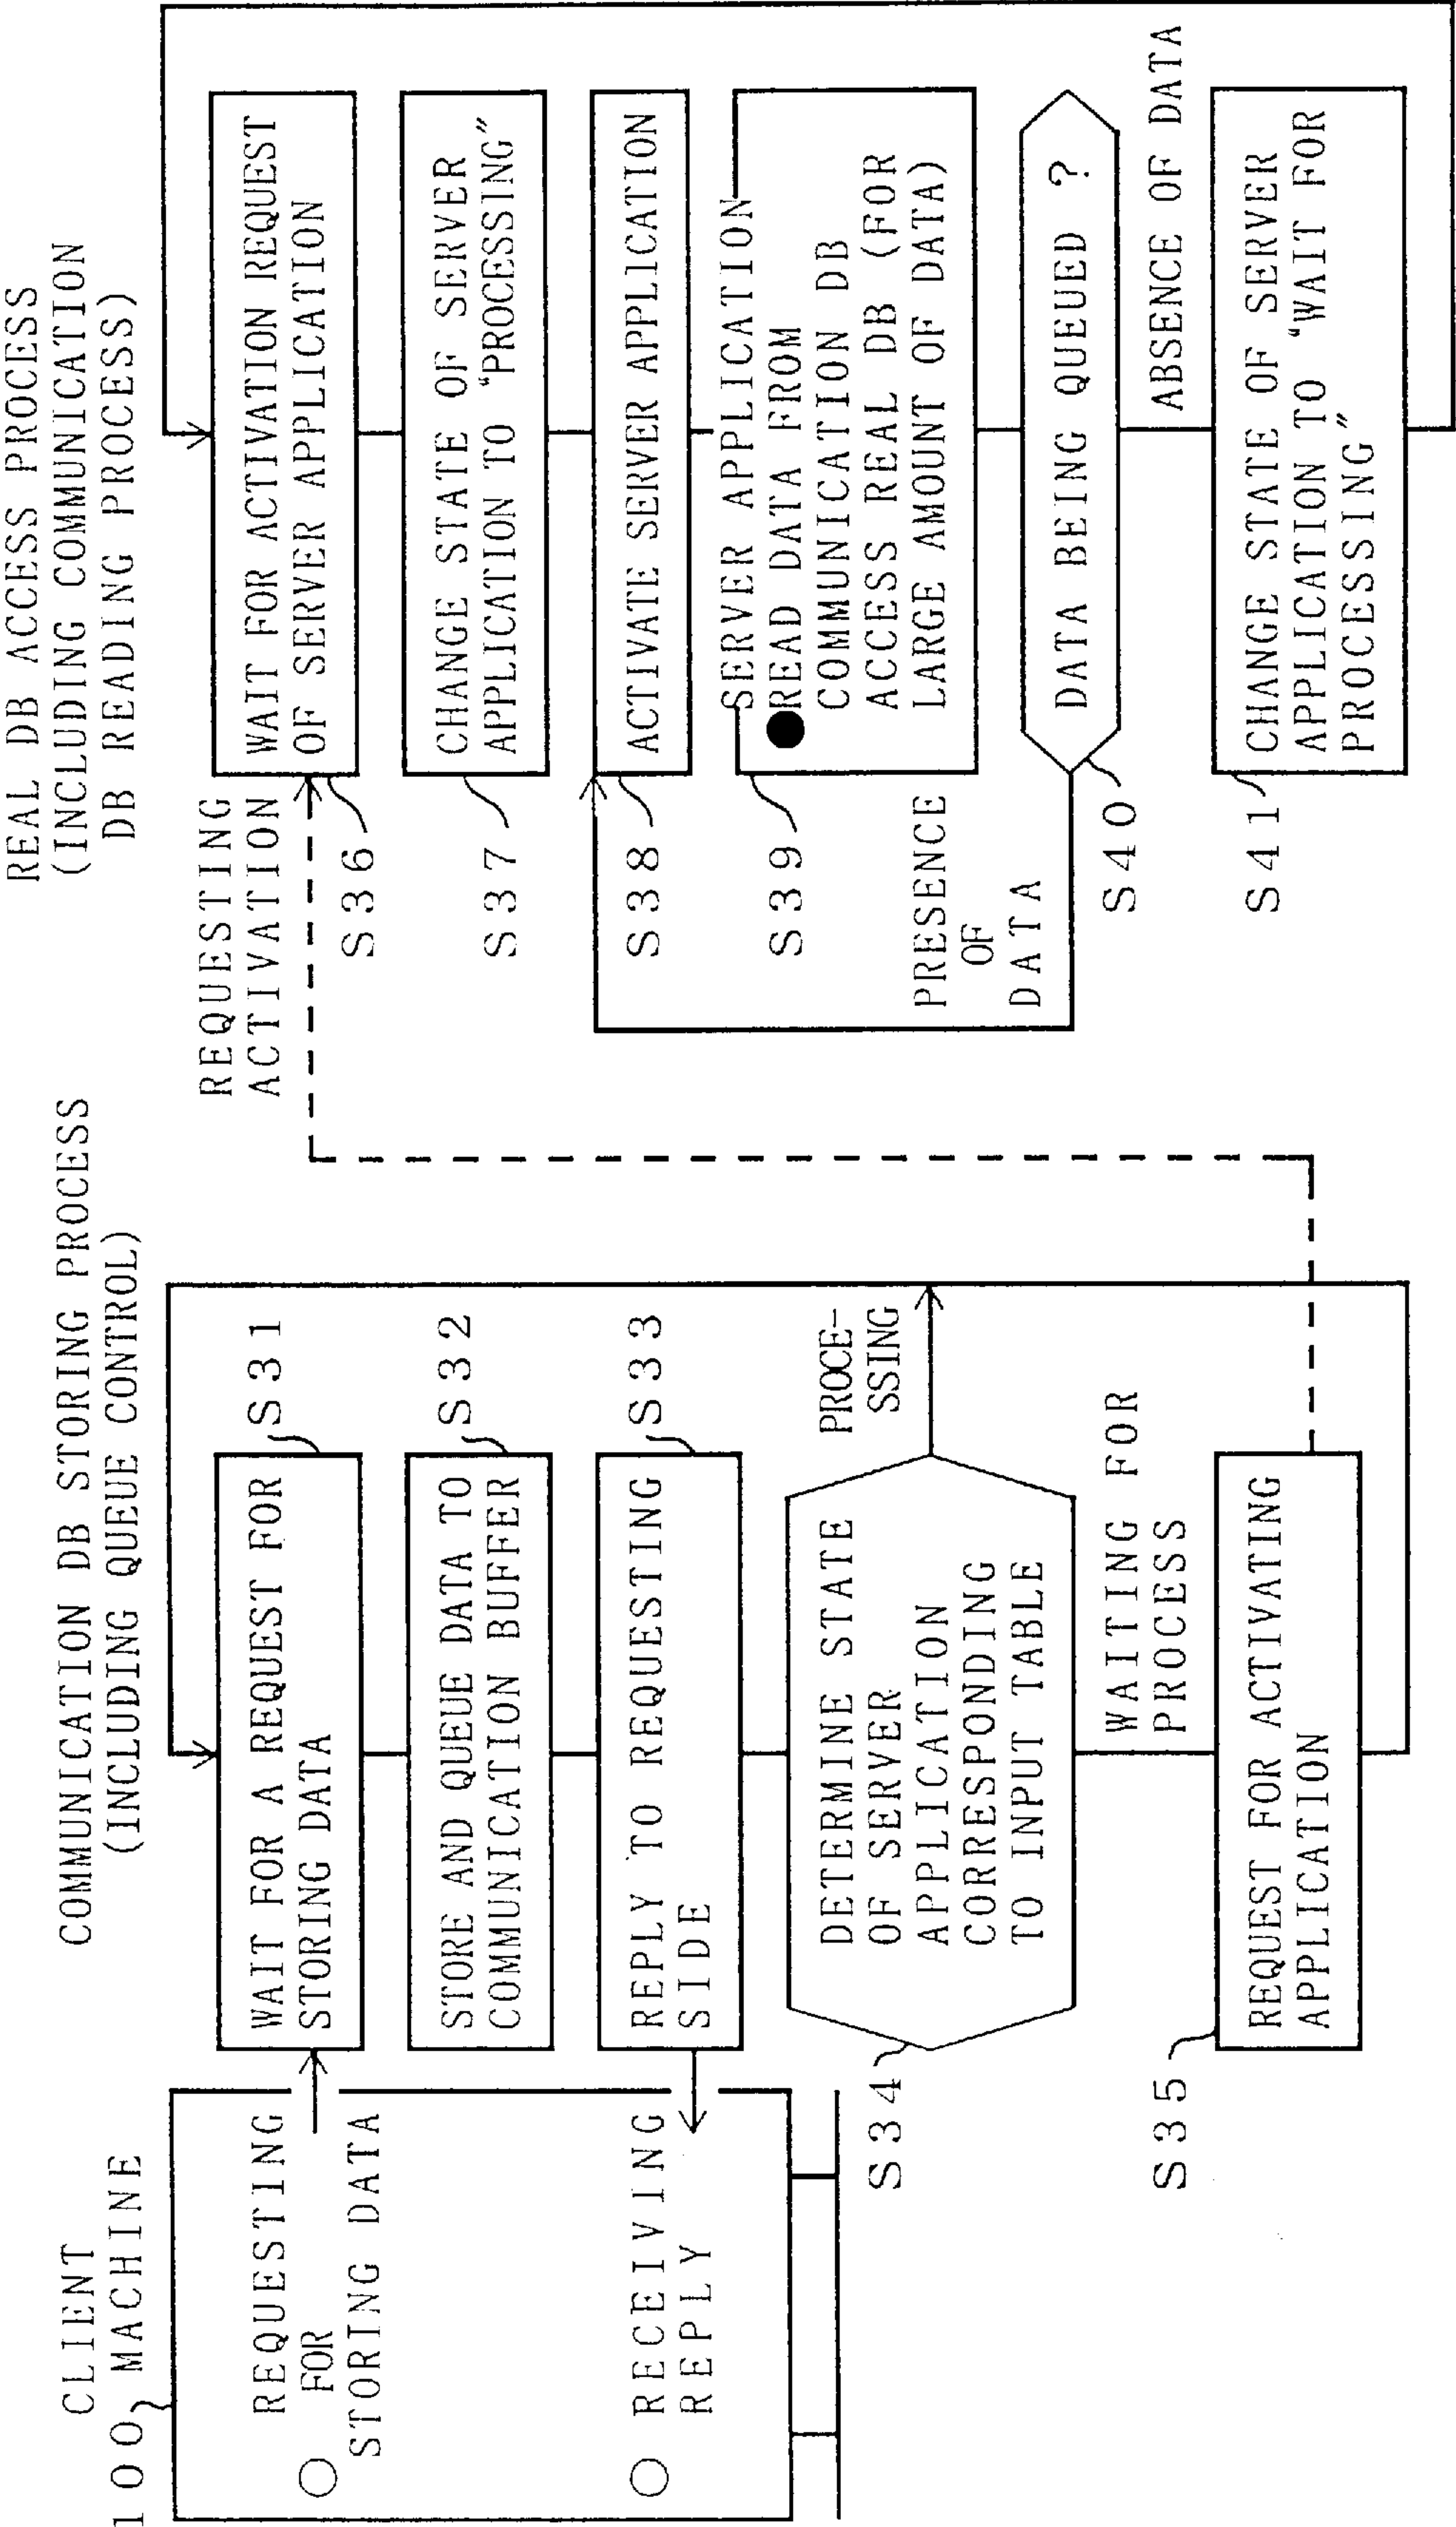 CLIENT
100 MACHINE
REQUESTING
FOR
STORING DATA
RECEIVING
REPLY
COMMUNICATION DB STORING PROCESS
(INCLUDING QUEUE CONTROL)
WAIT FOR A REQUEST FOR
STORING DATA
S31
STORE AND QUEUE DATA TO
COMMUNICATION BUFFER
S32
REPLY TO REQUESTING
SIDE
S33
DETERMINE STATE
OF SERVER
APPLICATION
CORRESPONDING
TO INPUT TABLE
S34
PROCE-
SSING
WAITING FOR
PROCESS
REQUEST FOR ACTIVATING
APPLICATION
S35
REAL DB ACCESS PROCESS
(INCLUDING COMMUNICATION
DB READING PROCESS)
REQUESTING
ACTIVATION
WAIT FOR ACTIVATION REQUEST
OF SERVER APPLICATION
S36
CHANGE STATE OF SERVER
APPLICATION TO "PROCESSING"
S37
ACTIVATE SERVER APPLICATION
S38
SERVER APPLICATION
READ DATA FROM
COMMUNICATION DB
ACCESS REAL DB (FOR
LARGE AMOUNT OF DATA)
S39
PRESENCE
OF
DATA
DATA BEING QUEUED ?
S40
ABSENCE OF DATA
CHANGE STATE OF SERVER
APPLICATION TO "WAIT FOR
PROCESSING"
S41